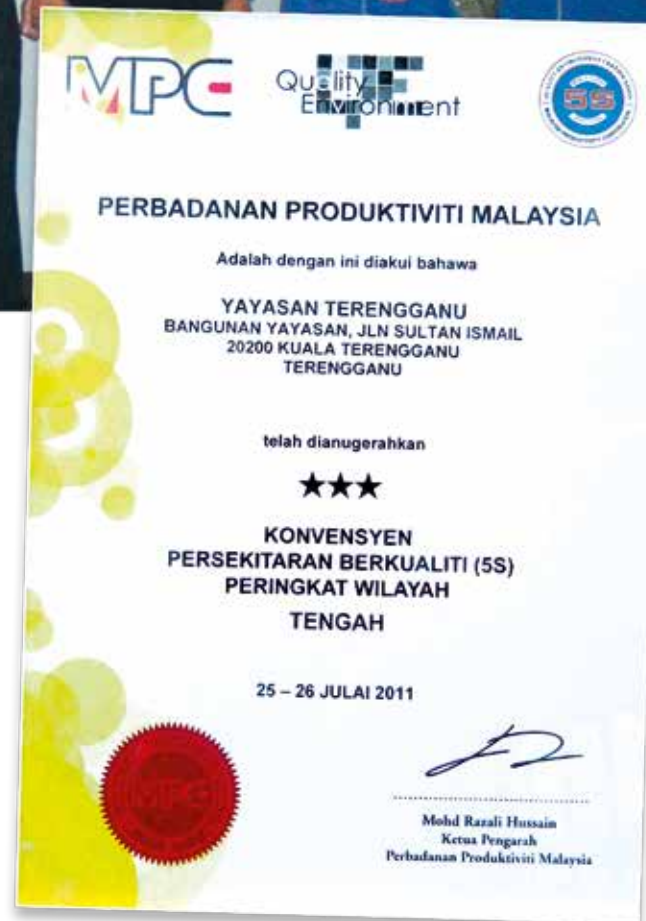 MPC
Quality
Environment
5S
PERBADANAN PRODUKTIVITI MALAYSIA
Adalah dengan ini diakui bahawa
YAYASAN TERENGGANU
BANGUNAN YAYASAN, JLN SULTAN ISMAIL
20200 KUALA TERENGGANU
TERENGGANU
telah dianugerahkan
★★★
KONVENSYEN
PERSEKITARAN BERKUALITI (5S)
PERINGKAT WILAYAH
TENGAH
25 – 26 JULAI 2011
MPC
Mohd Razali Hussain
Ketua Pengarah
Perbadanan Produktiviti Malaysia